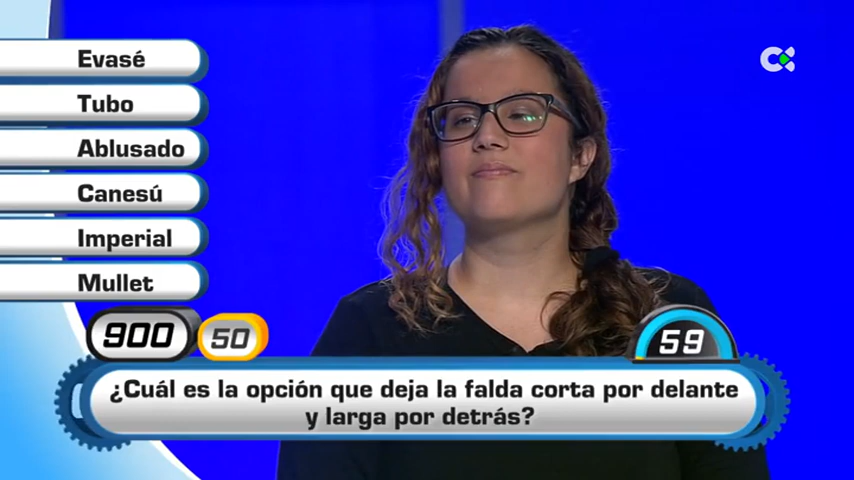 Evasé
Tubo
Ablusado
Canesú
Imperial
Mullet
900
50
59
¿Cuál es la opción que deja la falda corta por delante
y larga por detrás?